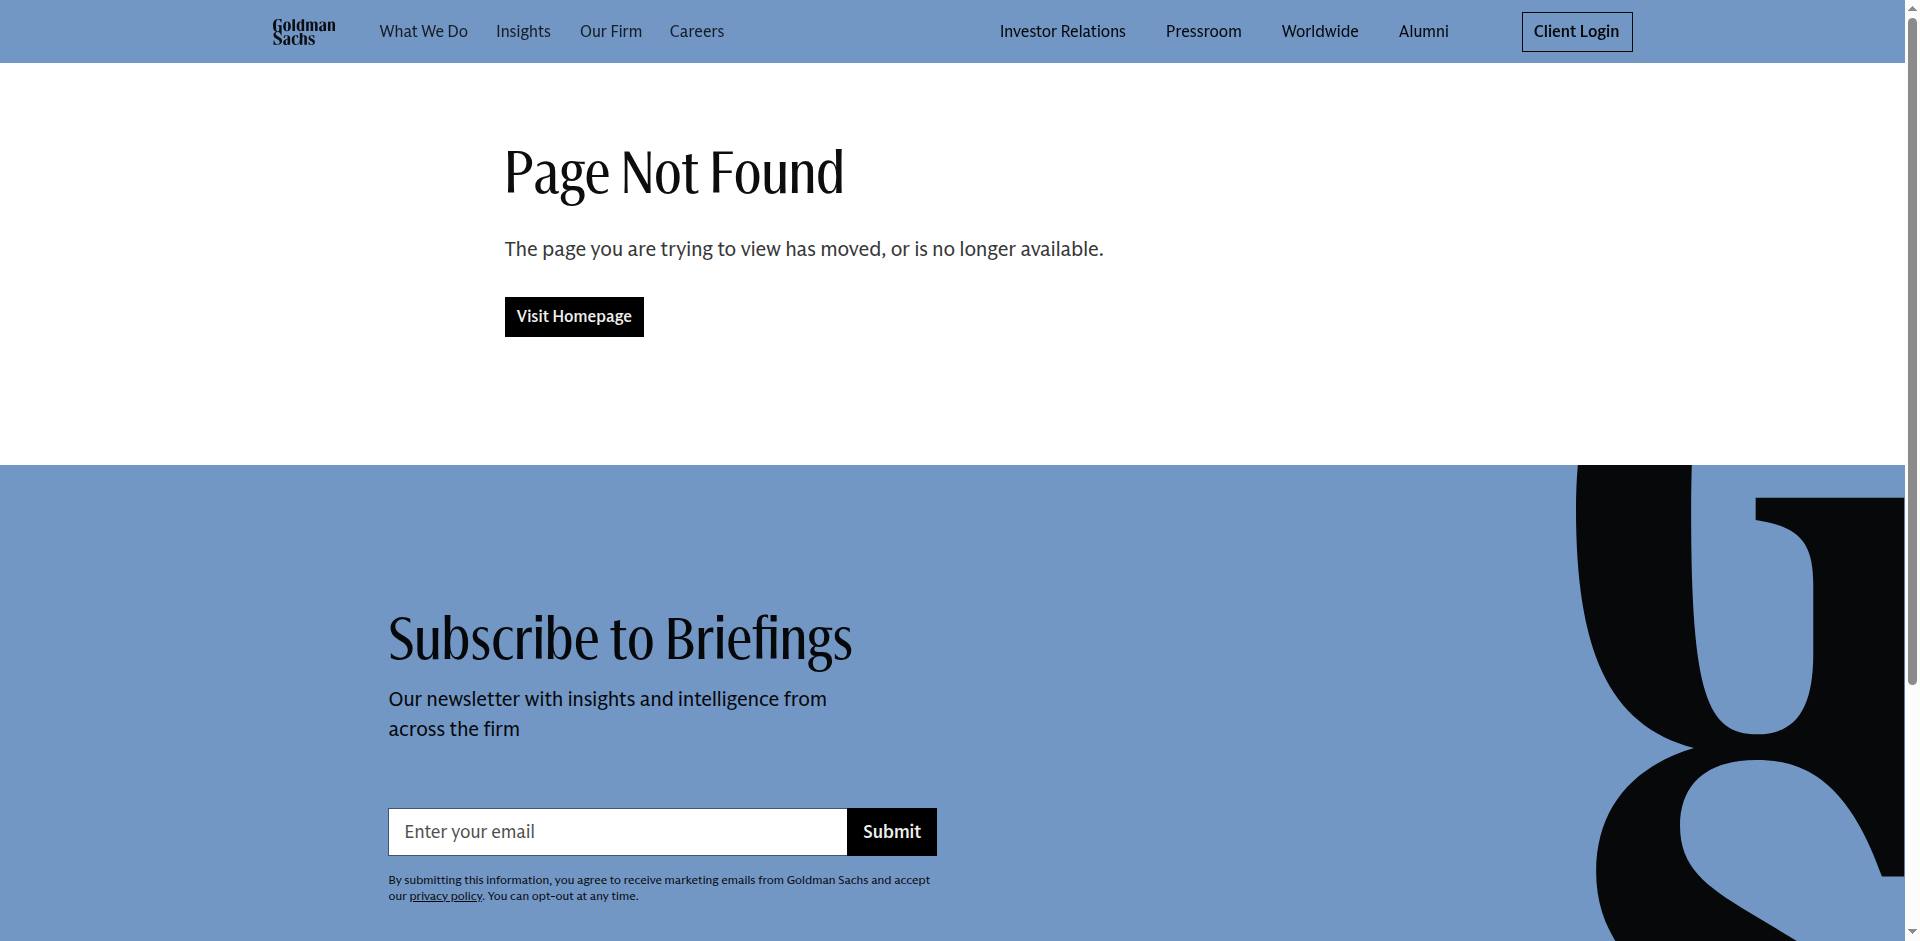 Goldman
Sachs
What We Do Insights Our Firm Careers Investor Relations Pressroom Worldwide Alumni Client Login
Page Not Found
The page you are trying to view has moved, or is no longer available.
Visit Homepage
Subscribe to Briefings
Our newsletter with insights and intelligence from
across the firm
Enter your email Submit
By submitting this information, you agree to receive marketing emails from Goldman Sachs and accept
our privacy policy. You can opt-out at any time.